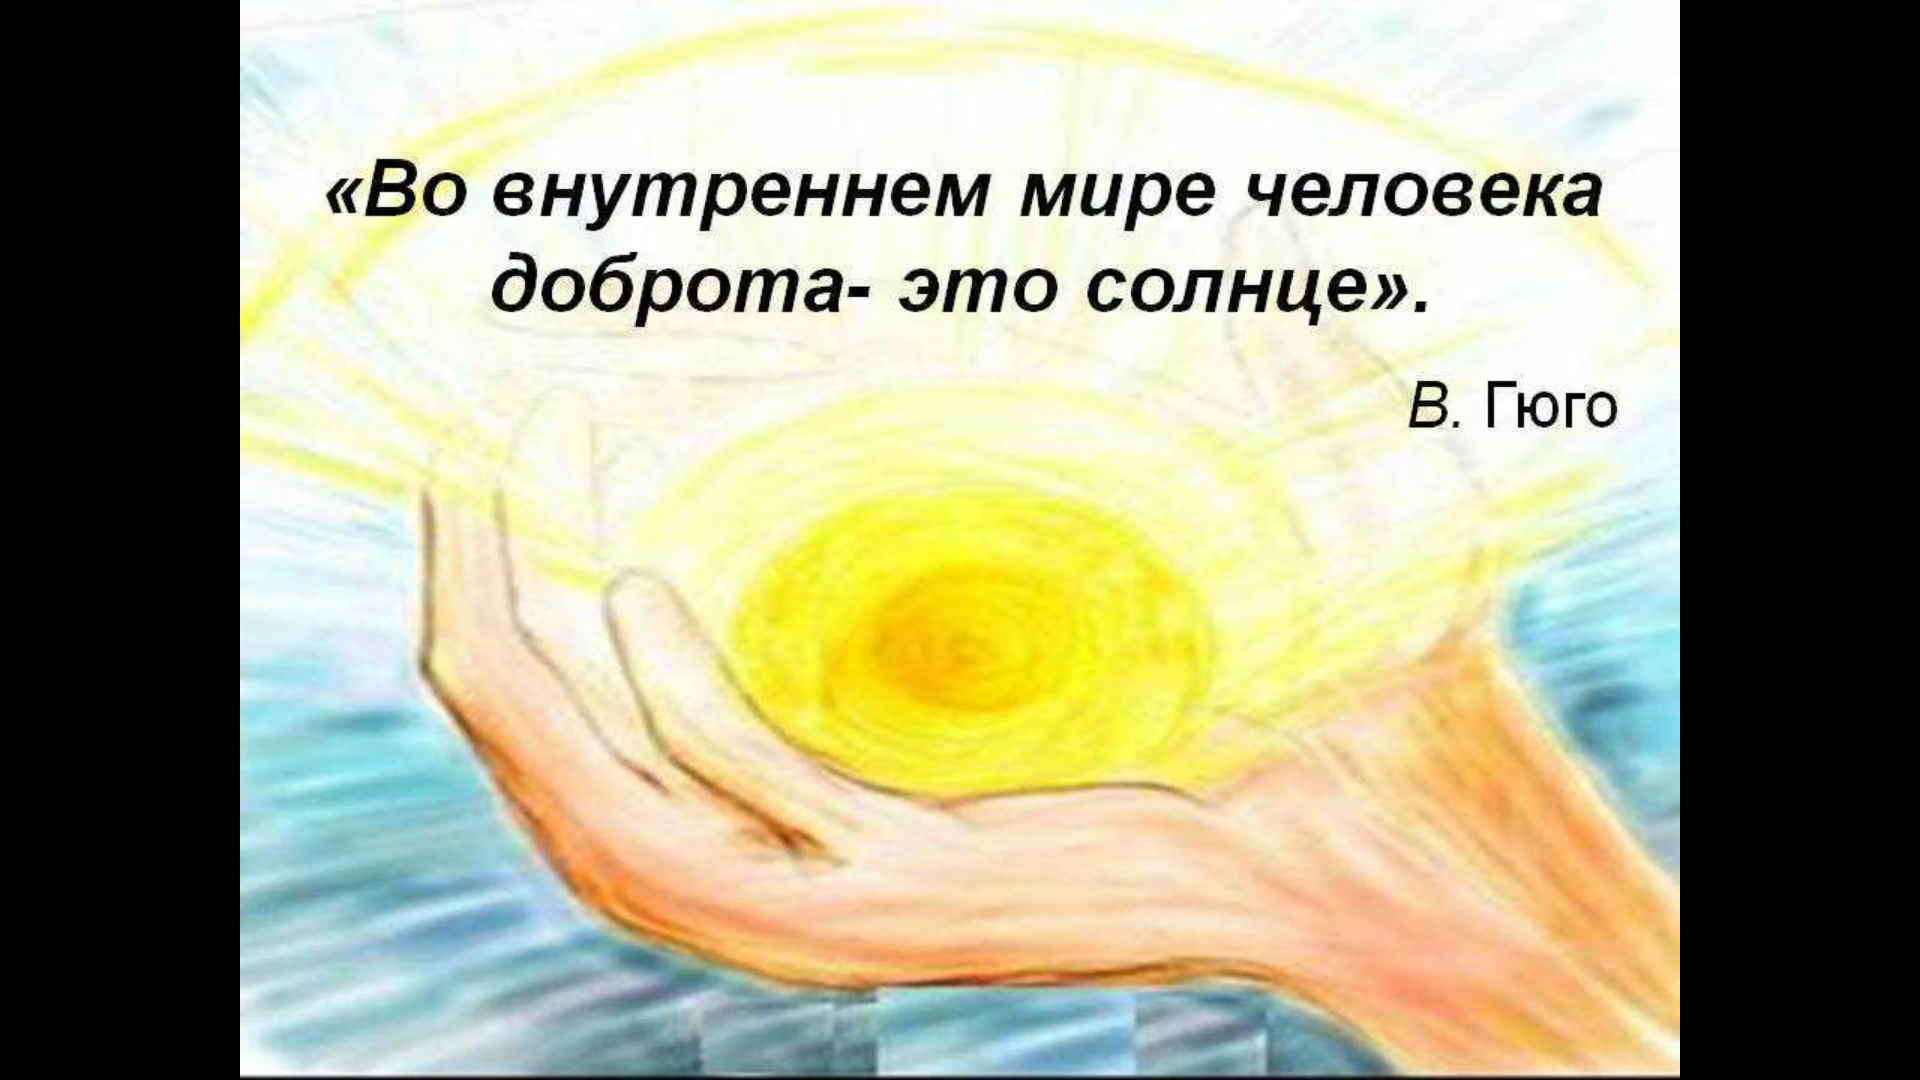 «Во внутреннем мире человека
доброта- это солнце».
В. Гюго